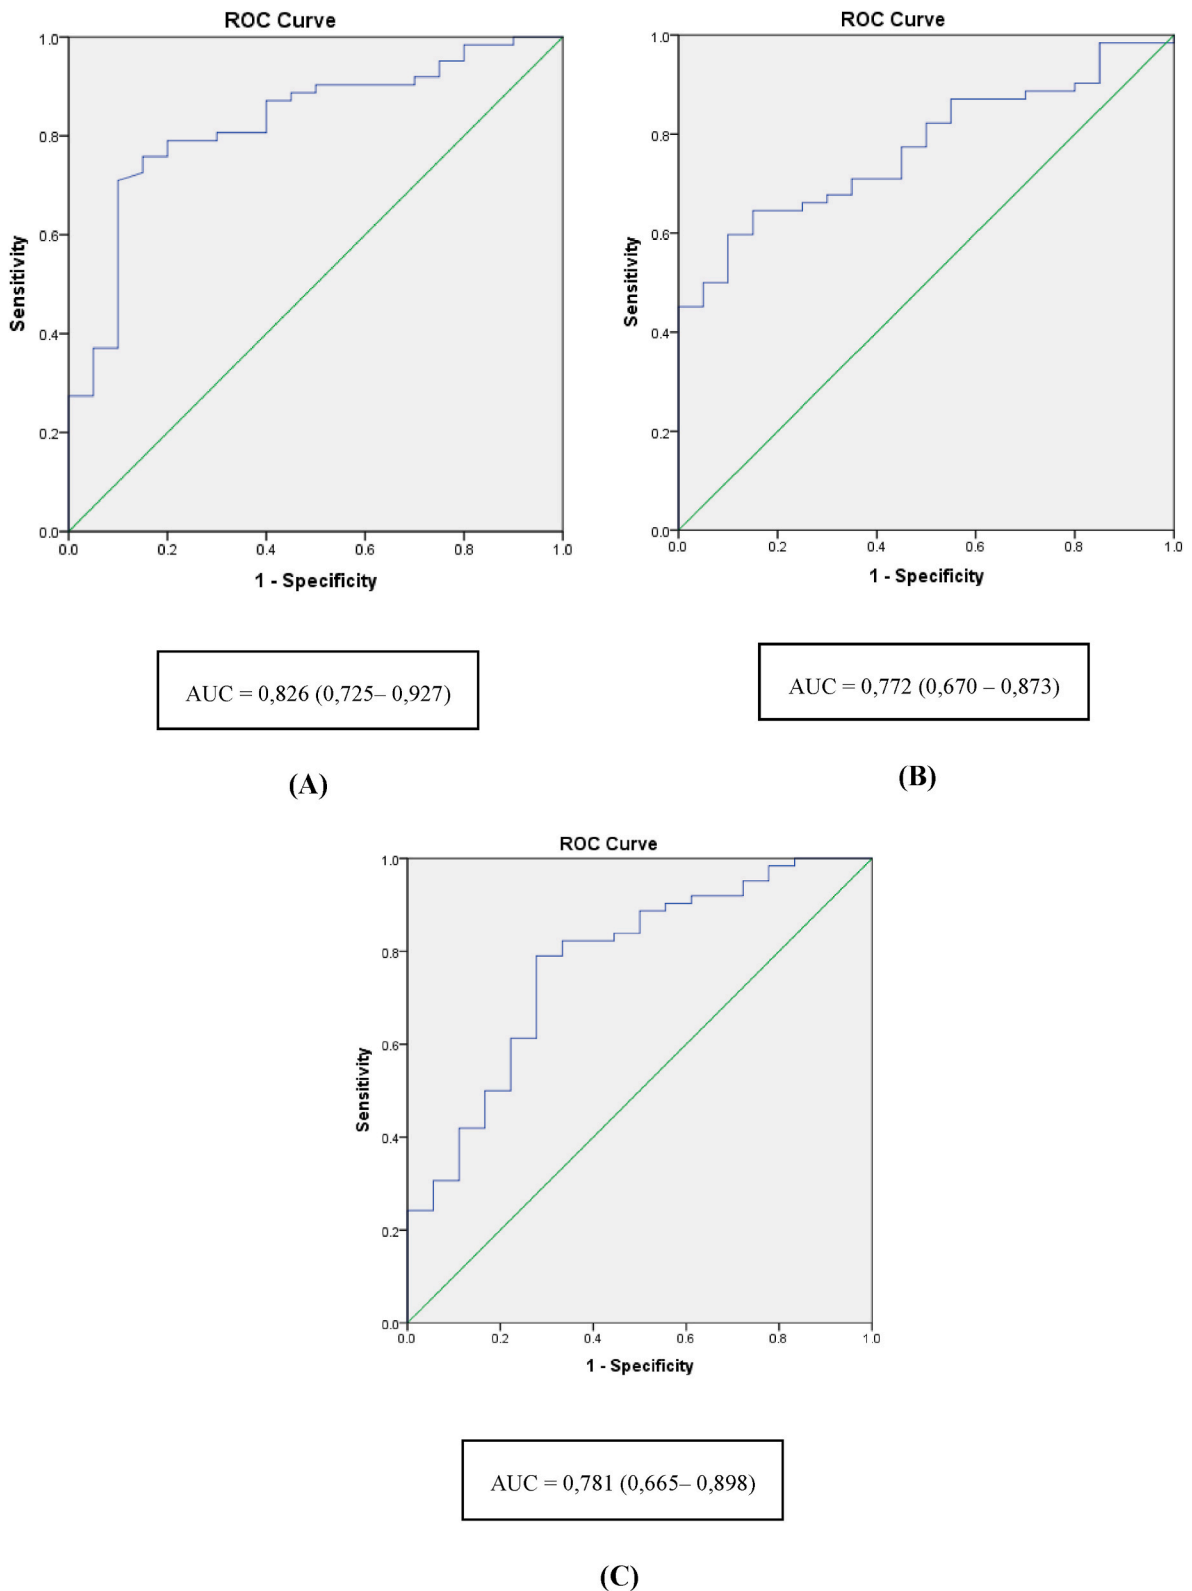 ROC Curve
1.0
0.8
0.6
0.4
0.2
0.0
Sensitivity
0.0 0.2 0.4 0.6 0.8 1.0
1 - Specificity
AUC = 0,826 (0,725– 0,927)
(A)
ROC Curve
1.0
0.8
0.6
0.4
0.2
0.0
Sensitivity
0.0 0.2 0.4 0.6 0.8 1.0
1 - Specificity
AUC = 0,772 (0,670 – 0,873)
(B)
ROC Curve
1.0
0.8
0.6
0.4
0.2
0.0
Sensitivity
0.0 0.2 0.4 0.6 0.8 1.0
1 - Specificity
AUC = 0,781 (0,665– 0,898)
(C)